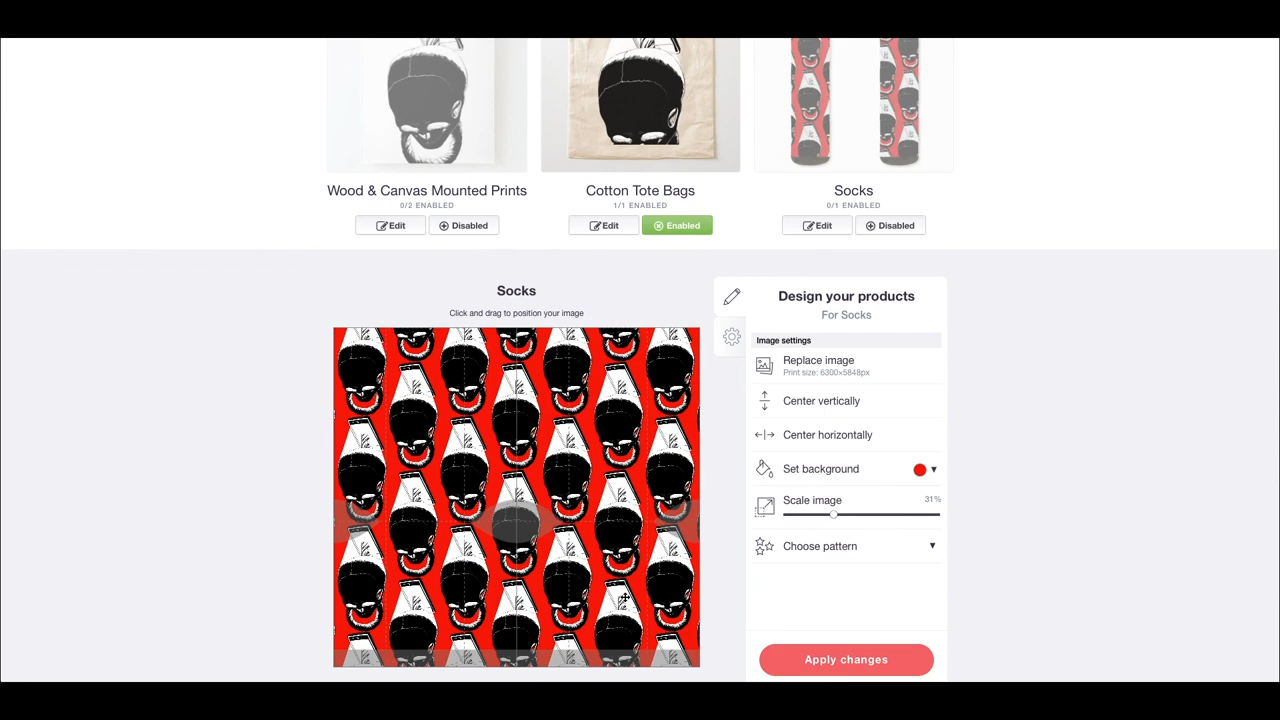 Wood & Canvas Mounted Prints
0/2 ENABLED
Edit
Disabled
Cotton Tote Bags
1/1 ENABLED
Edit
Enabled
Socks
0/1 ENABLED
Edit
Disabled
Socks
Click and drag to position your image
Design your products
For Socks
Image settings
Replace image
Print size: 6300×5848px
Center vertically
Center horizontally
Set background
Scale image
31%
Choose pattern
Apply changes